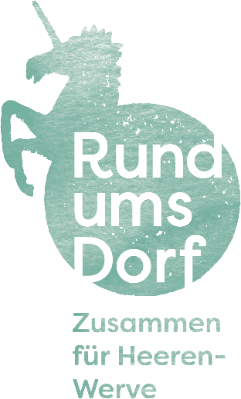 Rund
ums
Dorf
Zusammen
für Heeren-
Werve